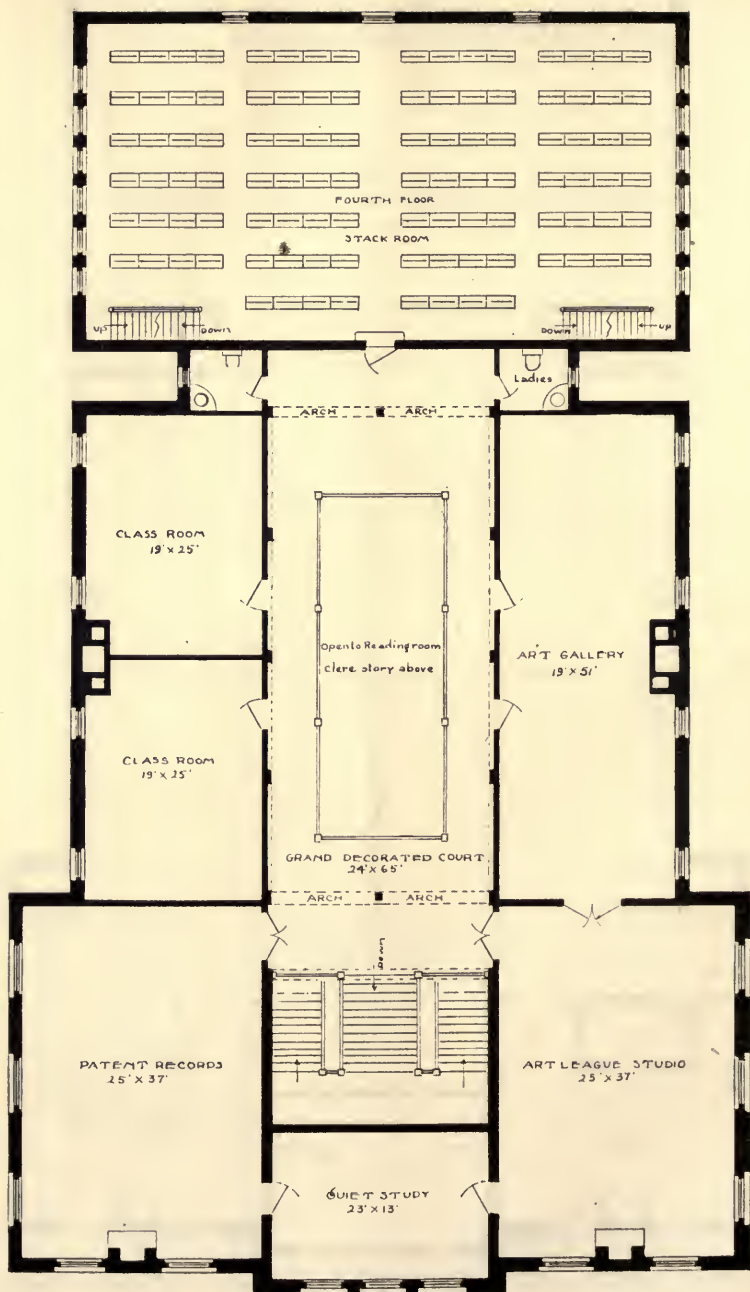 FOURTH FLOOR
STACK ROOM
UP
DOWN
DOWN
UP
Ladies
ARCH
ARCH
CLASS ROOM
19' X 25'
Open to Reading room
Clere story above
ART GALLERY
19' X 51'
CLASS ROOM
19' X 25'
GRAND DECORATED COURT
24' X 65'
ARCH
ARCH
PATENT RECORDS
25' X 37'
ART LEAGUE STUDIO
25' X 37'
QUIET STUDY
23' X 13'